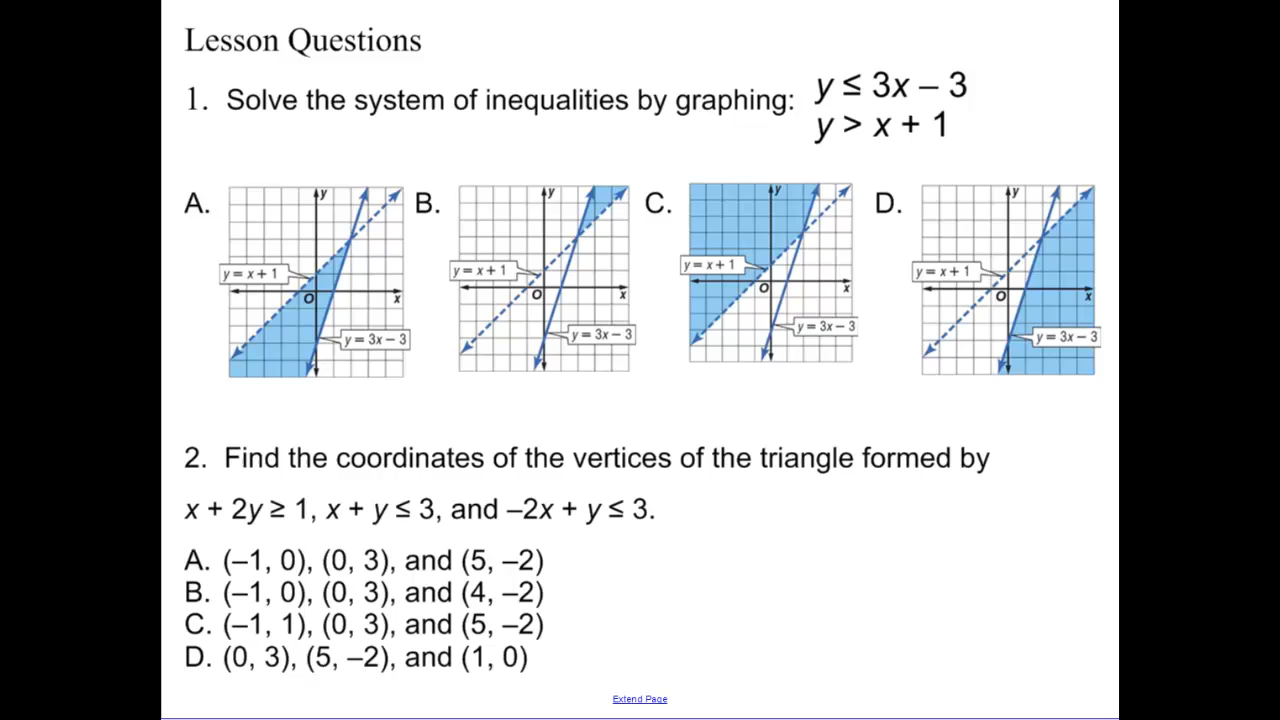 Lesson Questions
1. Solve the system of inequalities by graphing:
y ≤ 3x – 3
y > x + 1
A.
y
y = x + 1
O
x
y = 3x – 3
B.
y
y = x + 1
O
x
y = 3x – 3
C.
y
y = x + 1
O
x
y = 3x – 3
D.
y
y = x + 1
O
x
y = 3x – 3
2. Find the coordinates of the vertices of the triangle formed by
x + 2y ≥ 1, x + y ≤ 3, and –2x + y ≤ 3.
A. (–1, 0), (0, 3), and (5, –2)
B. (–1, 0), (0, 3), and (4, –2)
C. (–1, 1), (0, 3), and (5, –2)
D. (0, 3), (5, –2), and (1, 0)
Extend Page